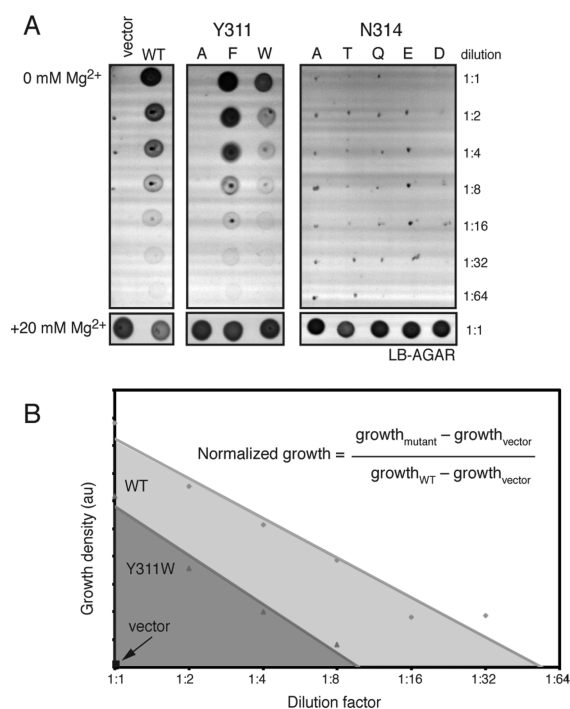 A
vector
WT
Y311
A F W
N314
A T Q E D
dilution
0 mM Mg2+
1:1
1:2
1:4
1:8
1:16
1:32
1:64
+20 mM Mg2+
1:1
LB-AGAR
B
Normalized growth = growthmutant – growthvector
growthWT – growthvector
WT
Y311W
vector
Growth density (au)
1:1 1:2 1:4 1:8 1:16 1:32 1:64
Dilution factor